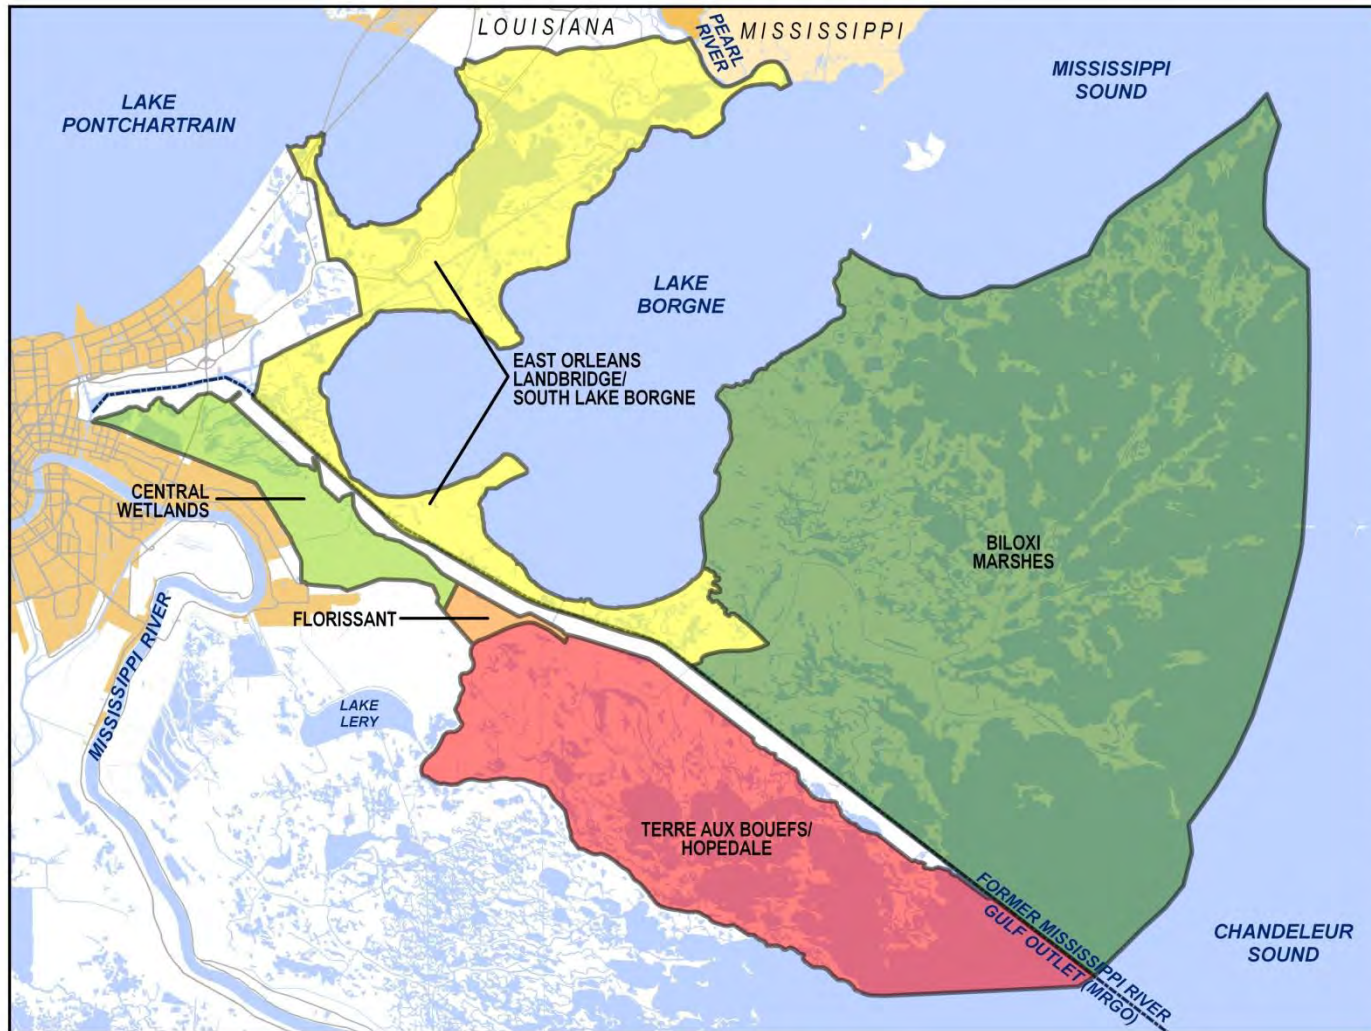 LOUISIANA
MISSISSIPPI
PEARL
RIVER
MISSISSIPPI
SOUND
LAKE
PONTCHARTRAIN
LAKE
BORGNE
EAST ORLEANS
LANDBRIDGE/
SOUTH LAKE BORGNE
CENTRAL
WETLANDS
BILOXI
MARSHES
FLORISSANT
MISSISSIPPI RIVER
LAKE
LERY
TERRE AUX BOUEFS/
HOPEDALE
FORMER MISSISSIPPI RIVER
GULF OUTLET (MRGO)
CHANDELEUR
SOUND